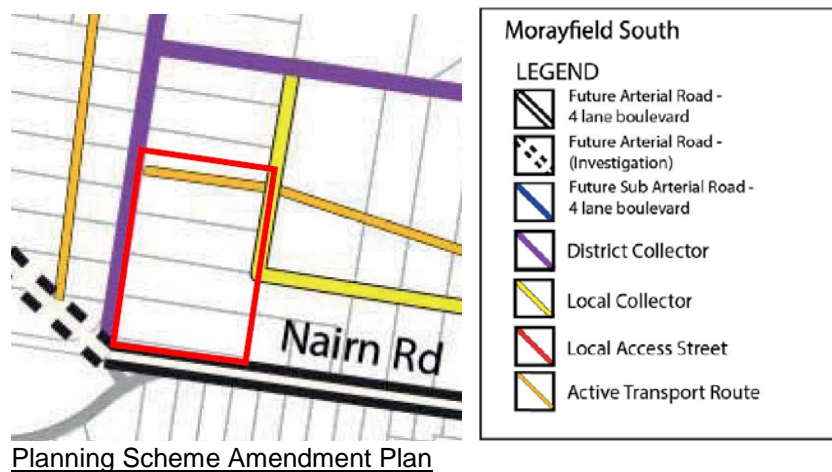 Nairn Rd
Morayfield South
LEGEND
Future Arterial Road -
4 lane boulevard
Future Arterial Road -
(Investigation)
Future Sub Arterial Road -
4 lane boulevard
District Collector
Local Collector
Local Access Street
Active Transport Route
Planning Scheme Amendment Plan